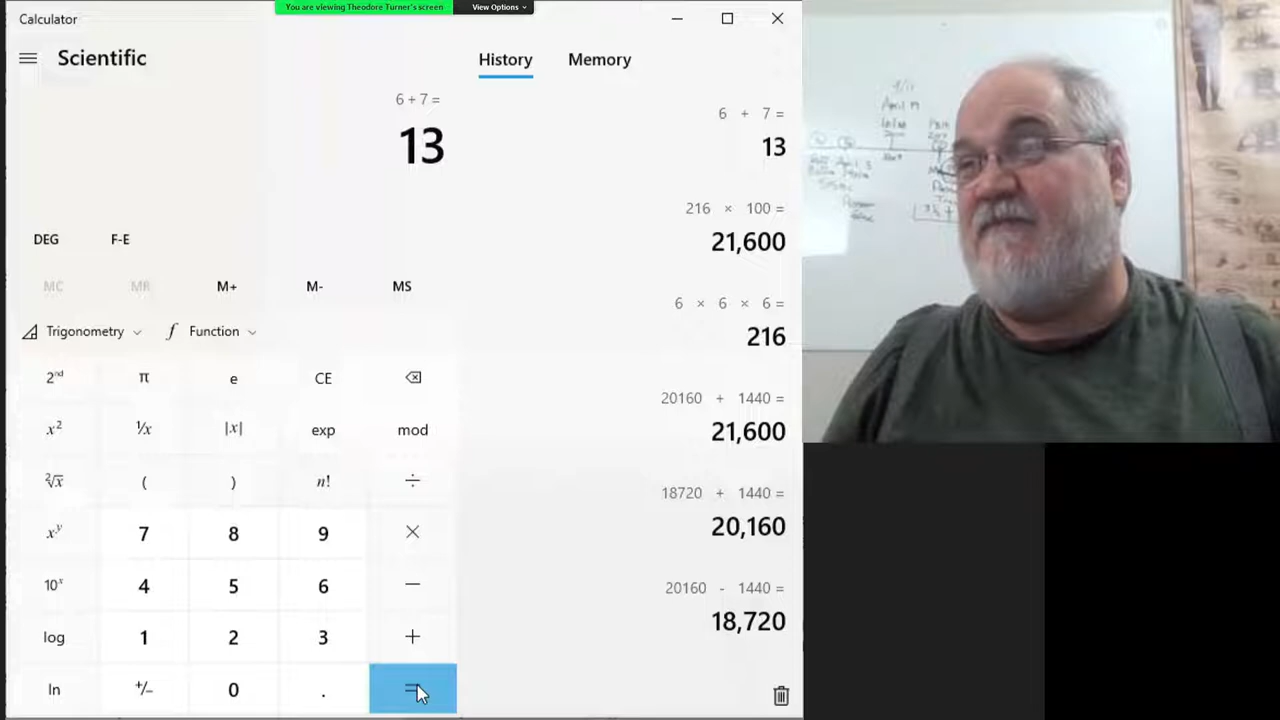 You are viewing Theodore Turner's screen
View Options
Calculator
Scientific
History
Memory
6 + 7 =
13
DEG
F-E
MC
MR
M+
M-
MS
Trigonometry
f Function
2nd
π
e
CE
x²
⅟x
|x|
exp
mod
²√x
(
)
n!
÷
xʸ
7
8
9
×
10ˣ
4
5
6
−
log
1
2
3
+
ln
+/−
0
.
=
6 + 7 =
13
216 × 100 =
21,600
6 × 6 × 6 =
216
20160 + 1440 =
21,600
18720 + 1440 =
20,160
20160 - 1440 =
18,720
April